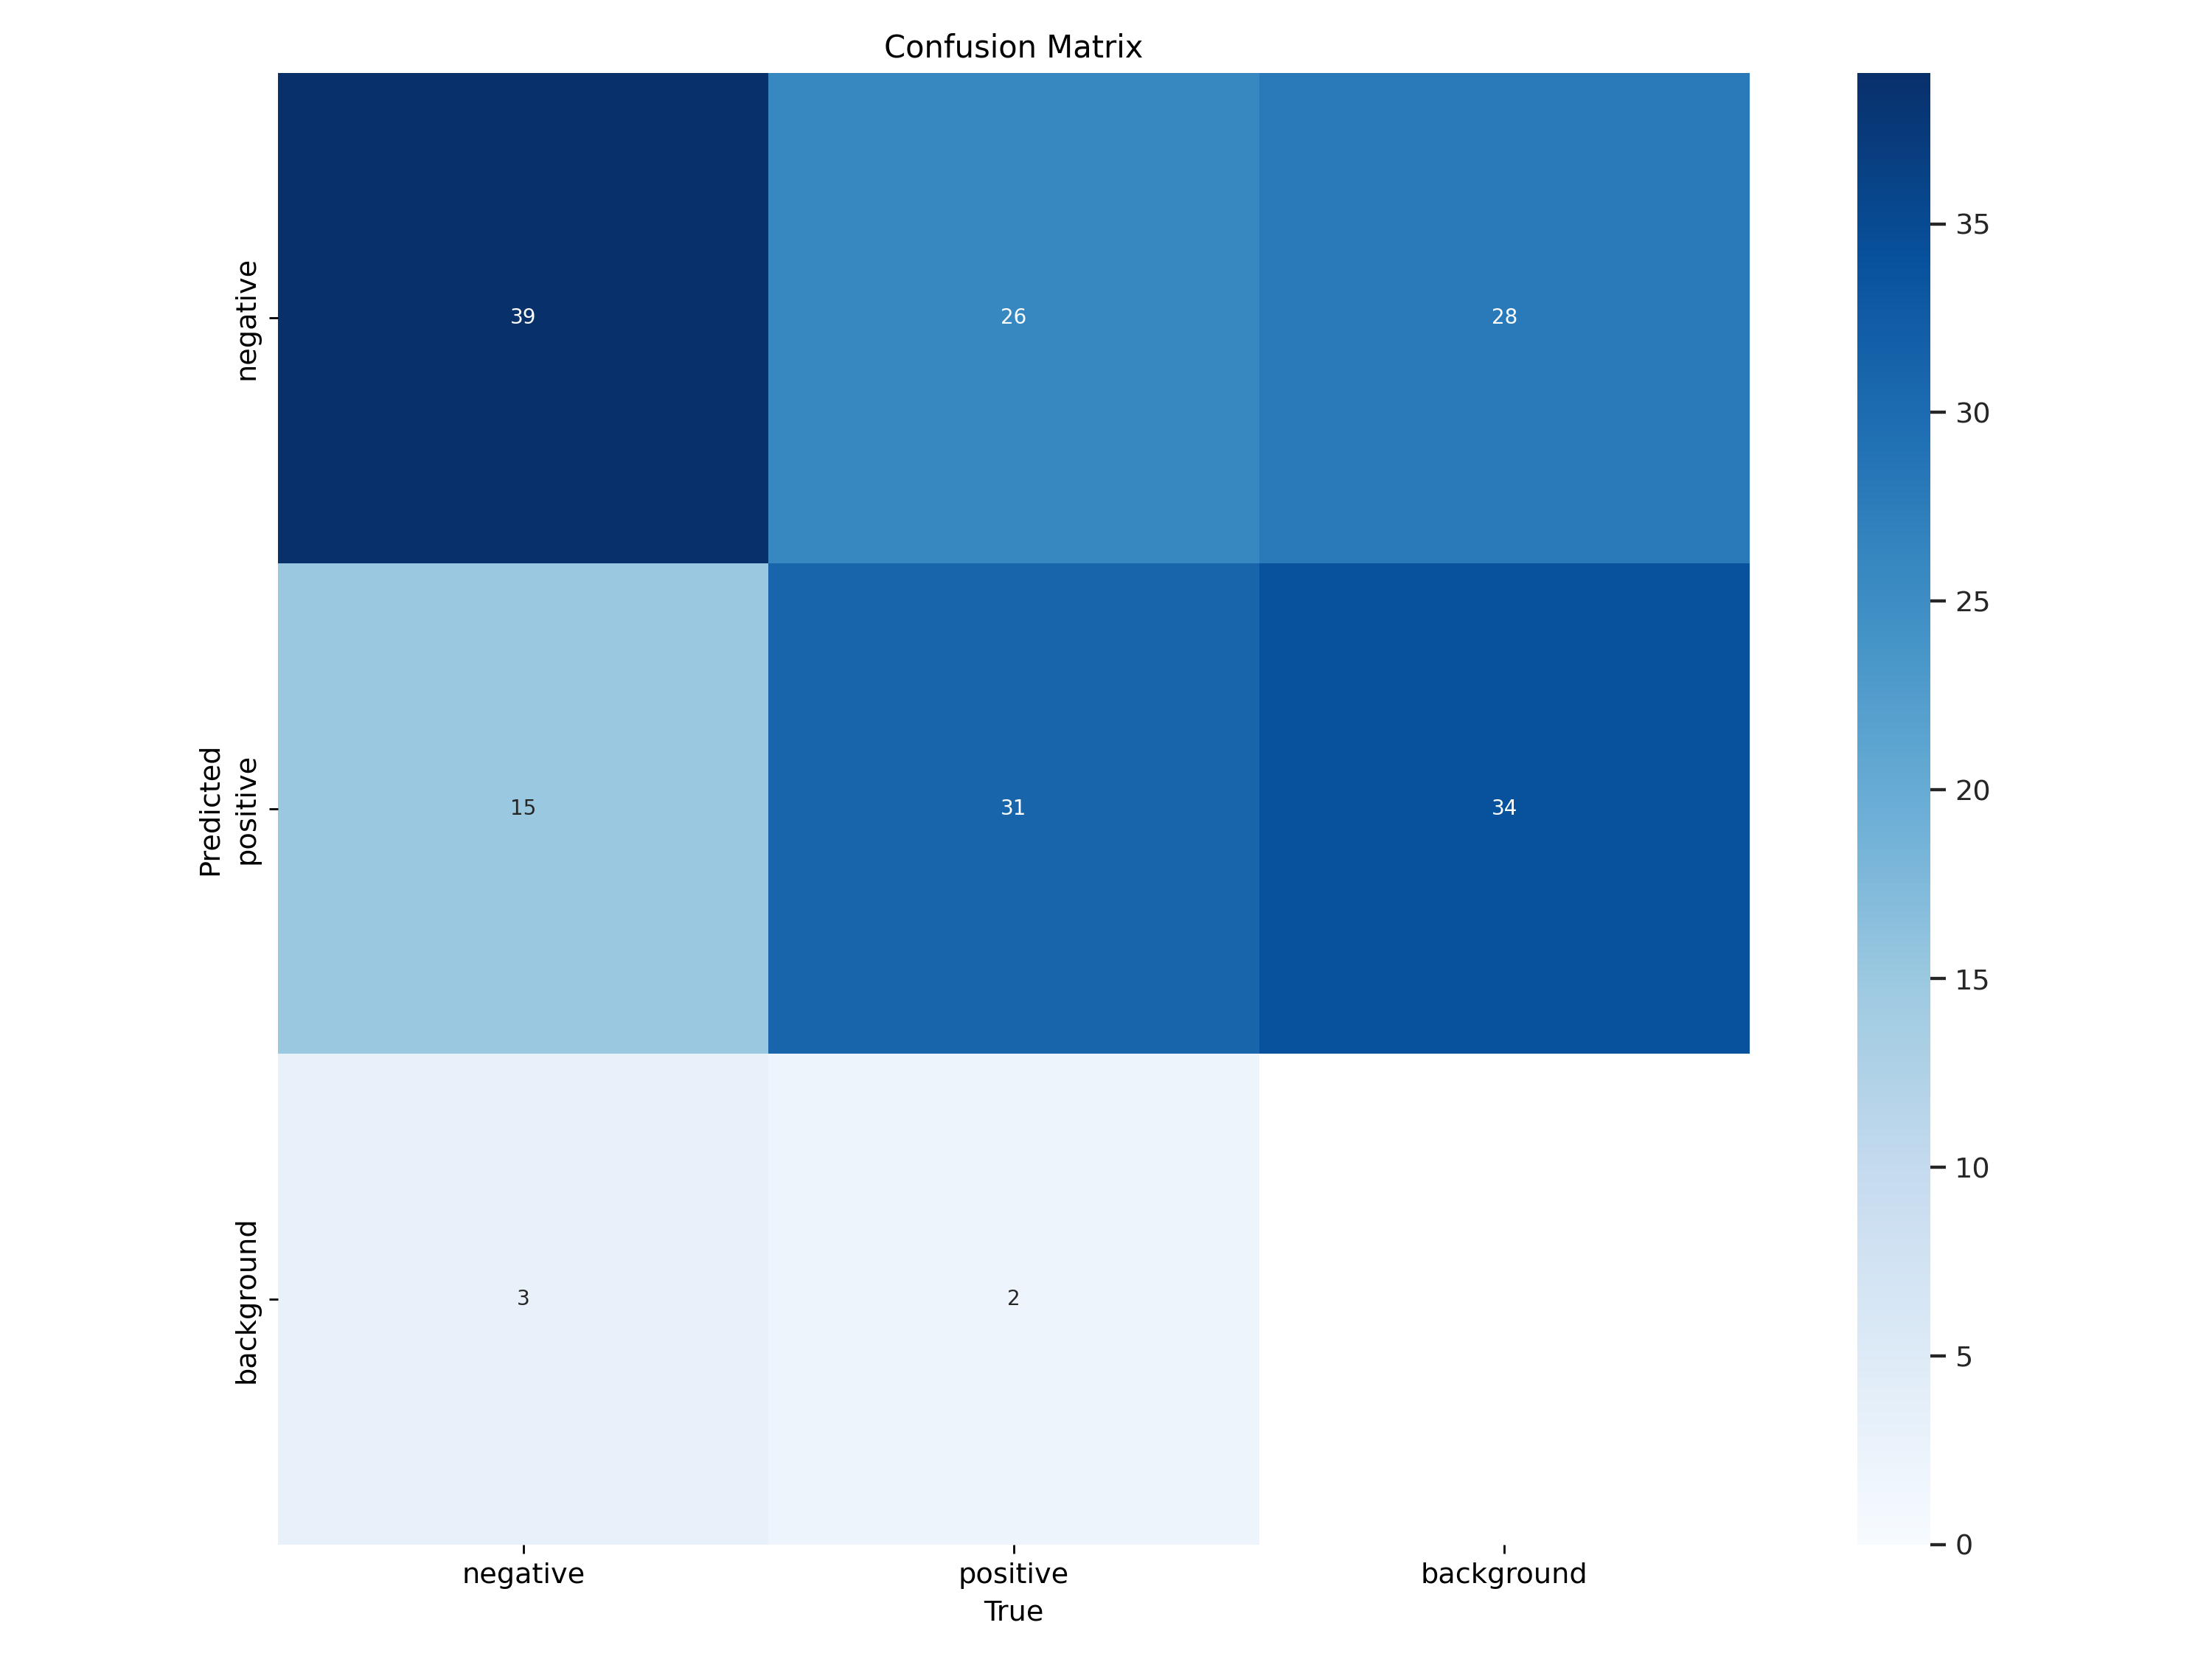 Confusion Matrix
negative
39
26
28
35
30
25
Predicted
positive
15
31
34
20
15
background
3
2
10
5
0
negative
positive
background
True